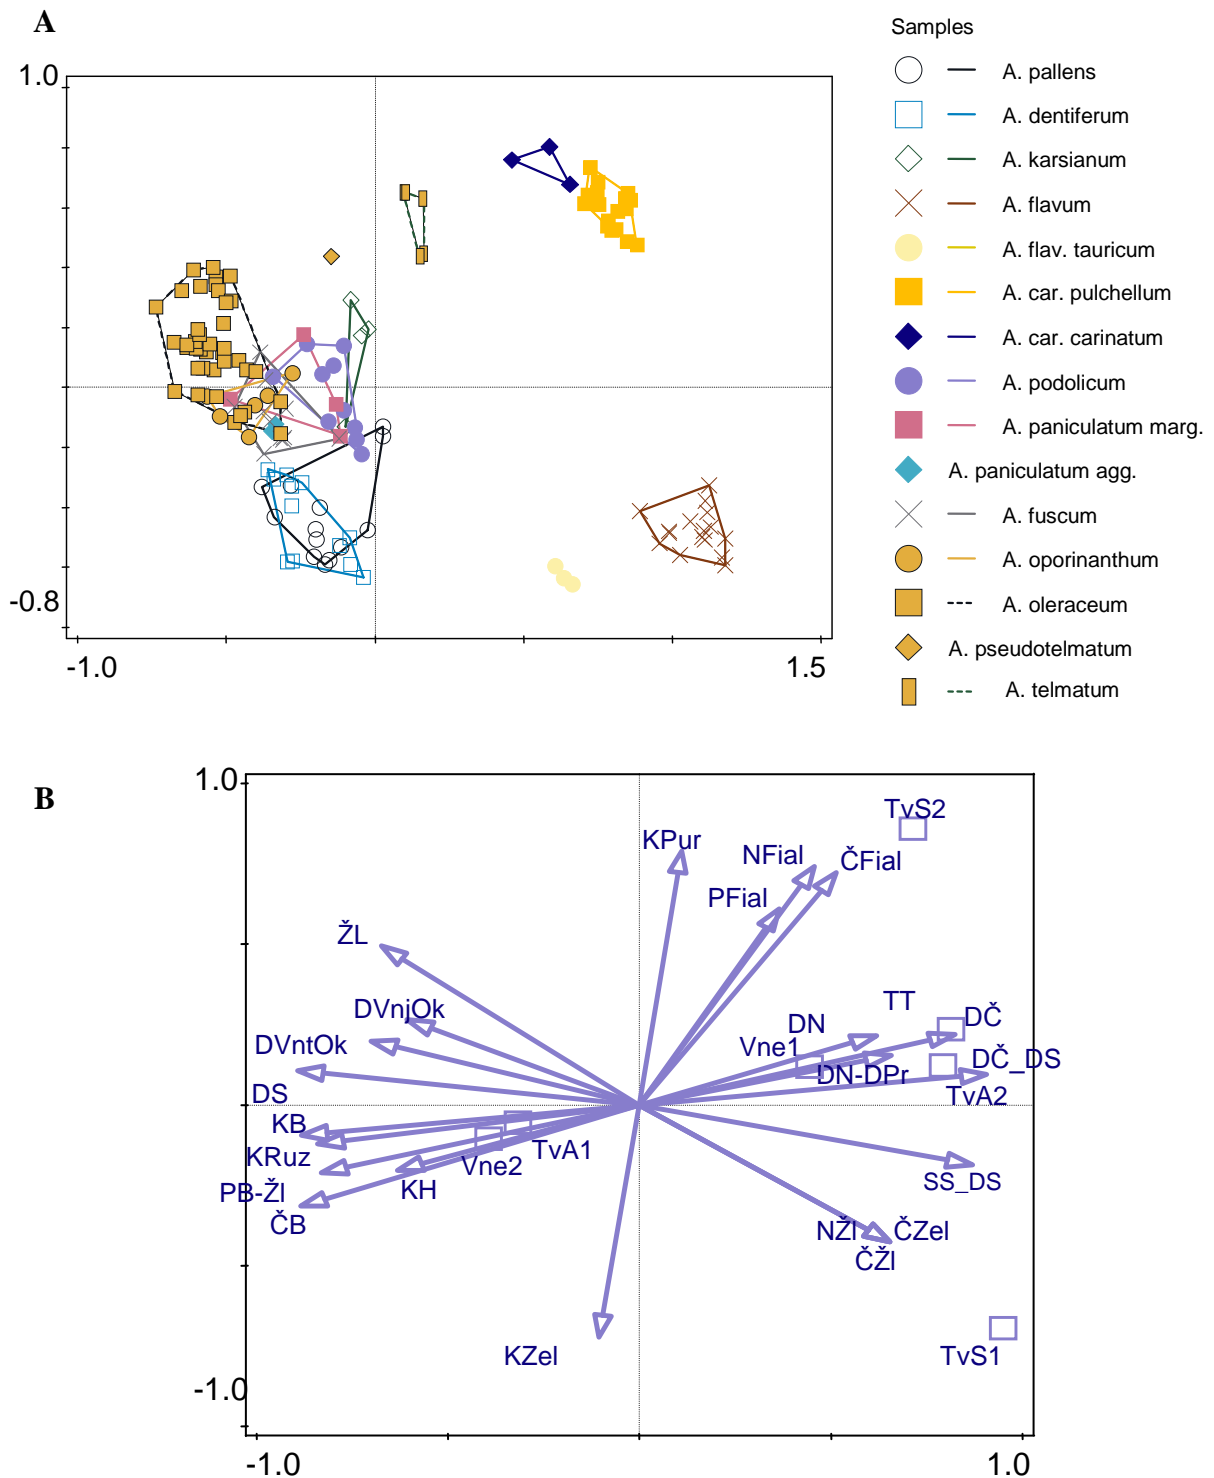 A
Samples
1.0
A. pallens
A. dentiferum
A. karsianum
A. flavum
A. flav. tauricum
A. car. pulchellum
A. car. carinatum
A. podolicum
A. paniculatum marg.
A. paniculatum agg.
A. fuscum
A. oporinanthum
A. oleraceum
A. pseudotelmatum
A. telmatum
-0.8
-1.0
1.5
B
1.0
TvS2
KPur
NFial
ČFial
PFial
ŽL
DVnjOk
TT
DČ
DN
DVntOk
Vne1
DČ_DS
DN-DPr
DS
TvA2
KB
TvA1
KRuz
Vne2
SS_DS
PB-Žl
KH
ČB
NŽl
ČZel
ČŽl
KZel
TvS1
-1.0
-1.0
1.0